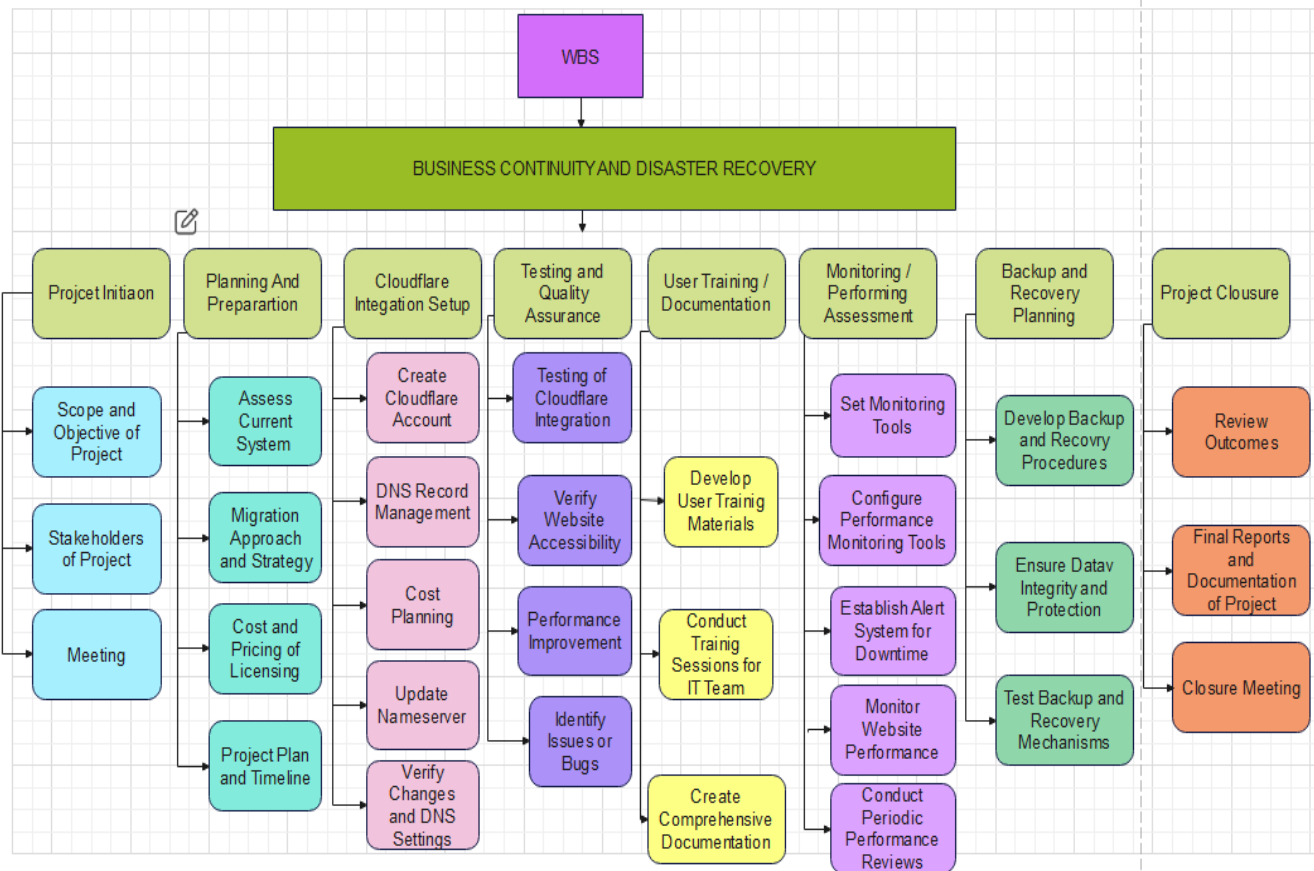 WBS
BUSINESS CONTINUITY AND DISASTER RECOVERY
Projcet Initiaon
Scope and
Objective of
Project
Stakeholders
of Project
Meeting
Planning And
Preparartion
Assess
Current
System
Migration
Approach
and Strategy
Cost and
Pricing of
Licensing
Project Plan
and Timeline
Cloudflare
Integation Setup
Create
Cloudflare
Account
DNS Record
Management
Cost
Planning
Update
Nameserver
Verify
Changes
and DNS
Settings
Testing and
Quality
Assurance
Testing of
Cloudflare
Integration
Verify
Website
Accessibility
Performance
Improvement
Identify
Issues or
Bugs
User Training /
Documentation
Develop
User Trainig
Materials
Conduct
Trainig
Sessions for
IT Team
Create
Comprehensive
Documentation
Monitoring /
Performing
Assessment
Set Monitoring
Tools
Configure
Performance
Monitoring Tools
Establish Alert
System for
Downtime
Monitor
Website
Performance
Conduct
Periodic
Performance
Reviews
Backup and
Recovery
Planning
Develop Backup
and Recovry
Procedures
Ensure Datav
Integrity and
Protection
Test Backup and
Recovery
Mechanisms
Project Clousure
Review
Outcomes
Final Reports
and
Documentation
of Project
Closure Meeting